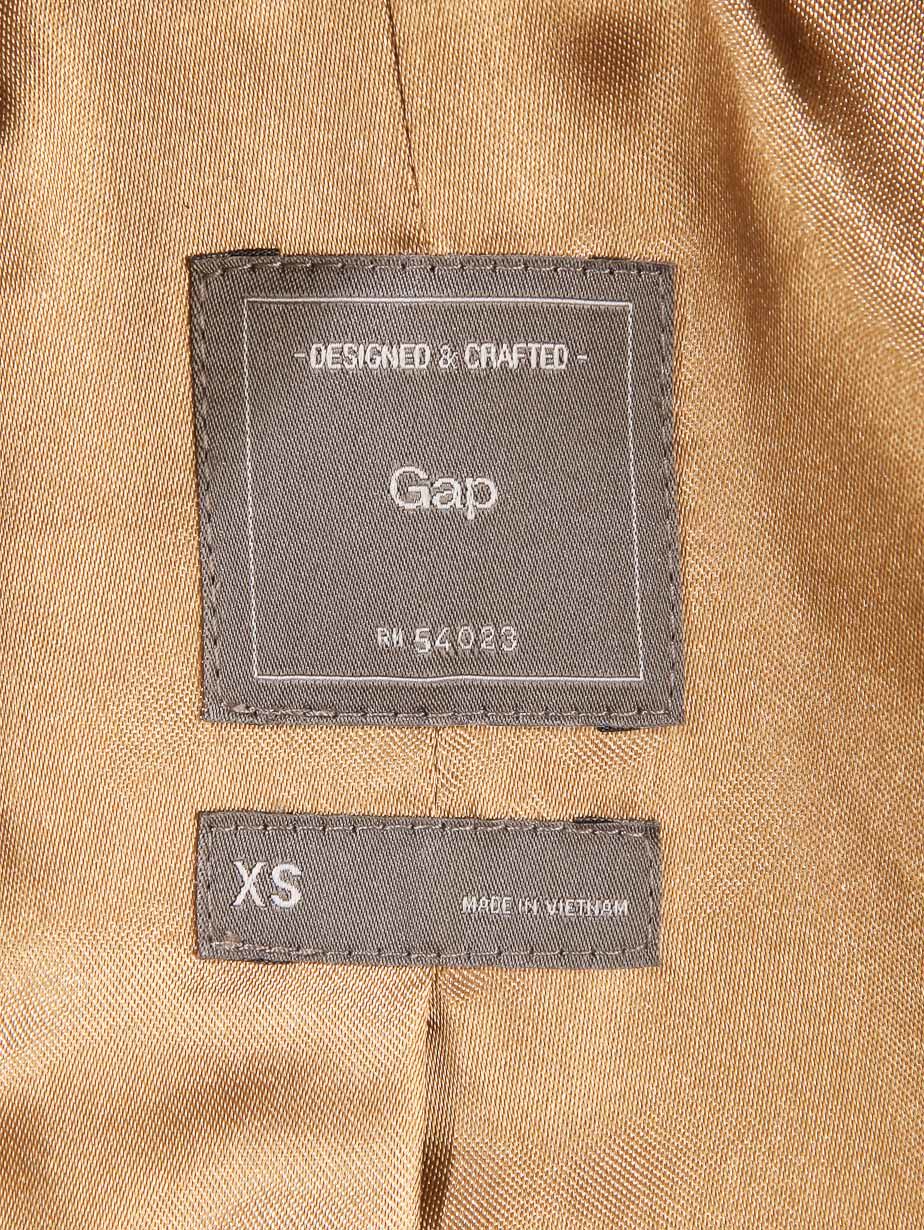 - DESIGNED & CRAFTED -
Gap
RN 54023
XS
MADE IN VIETNAM